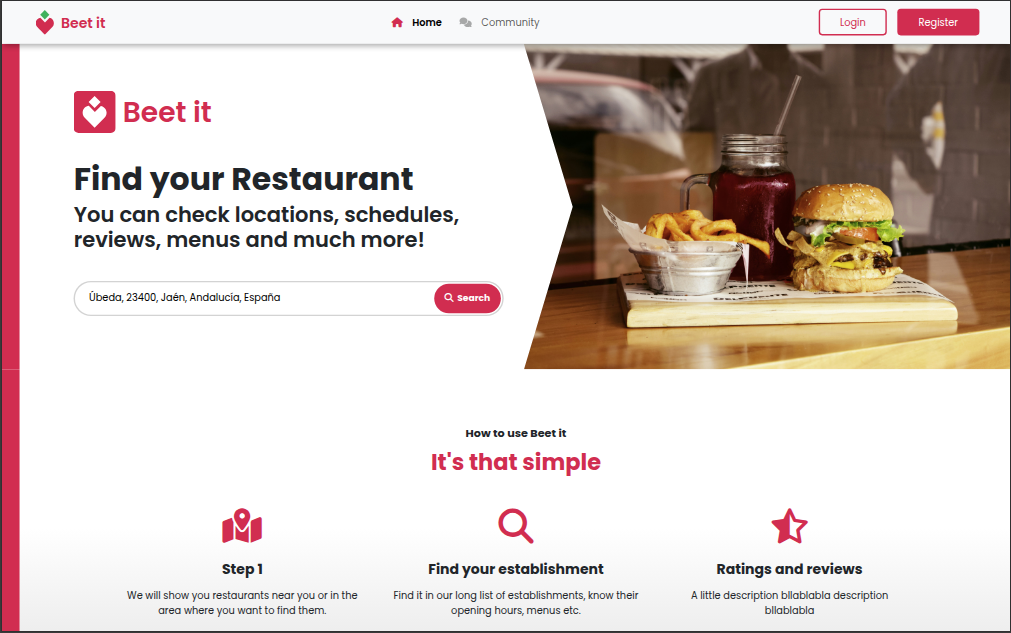 Beet it
Home
Community
Login
Register
Beet it
Find your Restaurant
You can check locations, schedules,
reviews, menus and much more!
Úbeda, 23400, Jaén, Andalucía, España
Search
How to use Beet it
It's that simple
Step 1
We will show you restaurants near you or in the
area where you want to find them.
Find your establishment
Find it in our long list of establishments, know their
opening hours, menus etc.
Ratings and reviews
A little description bllablabla description
bllablabla